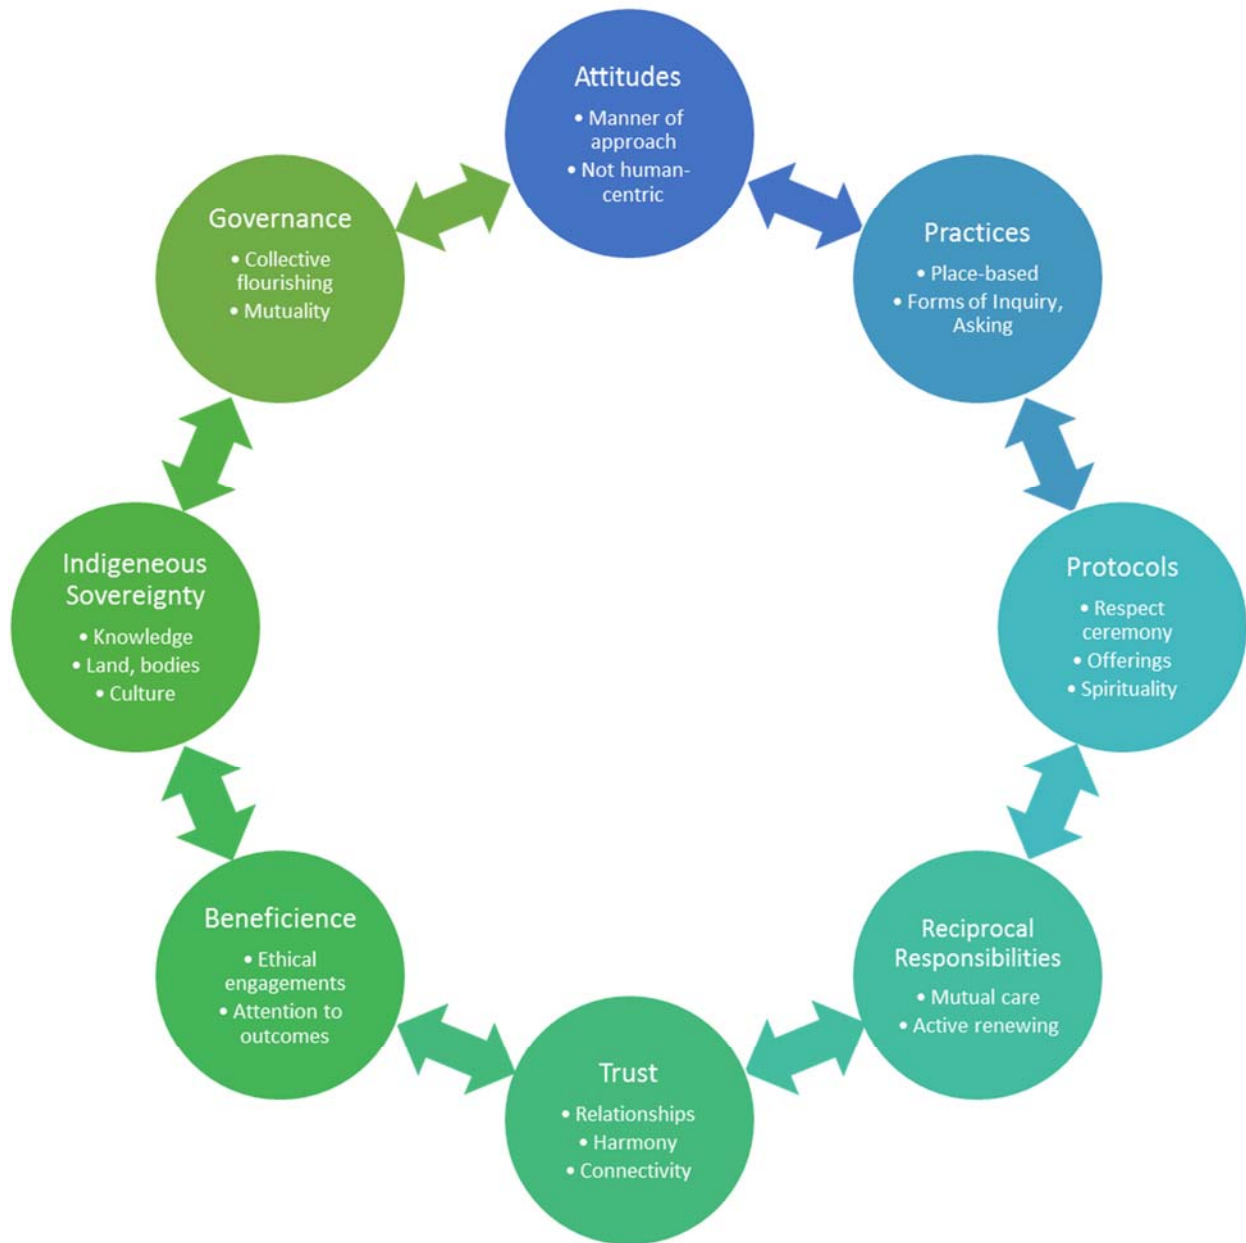 Attitudes
• Manner of
approach
• Not human-
centric
Practices
• Place-based
• Forms of Inquiry,
Asking
Protocols
• Respect
ceremony
• Offerings
• Spirituality
Reciprocal
Responsibilities
• Mutual care
• Active renewing
Trust
• Relationships
• Harmony
• Connectivity
Beneficience
• Ethical
engagements
• Attention to
outcomes
Indigeneous
Sovereignty
• Knowledge
• Land, bodies
• Culture
Governance
• Collective
flourishing
• Mutuality